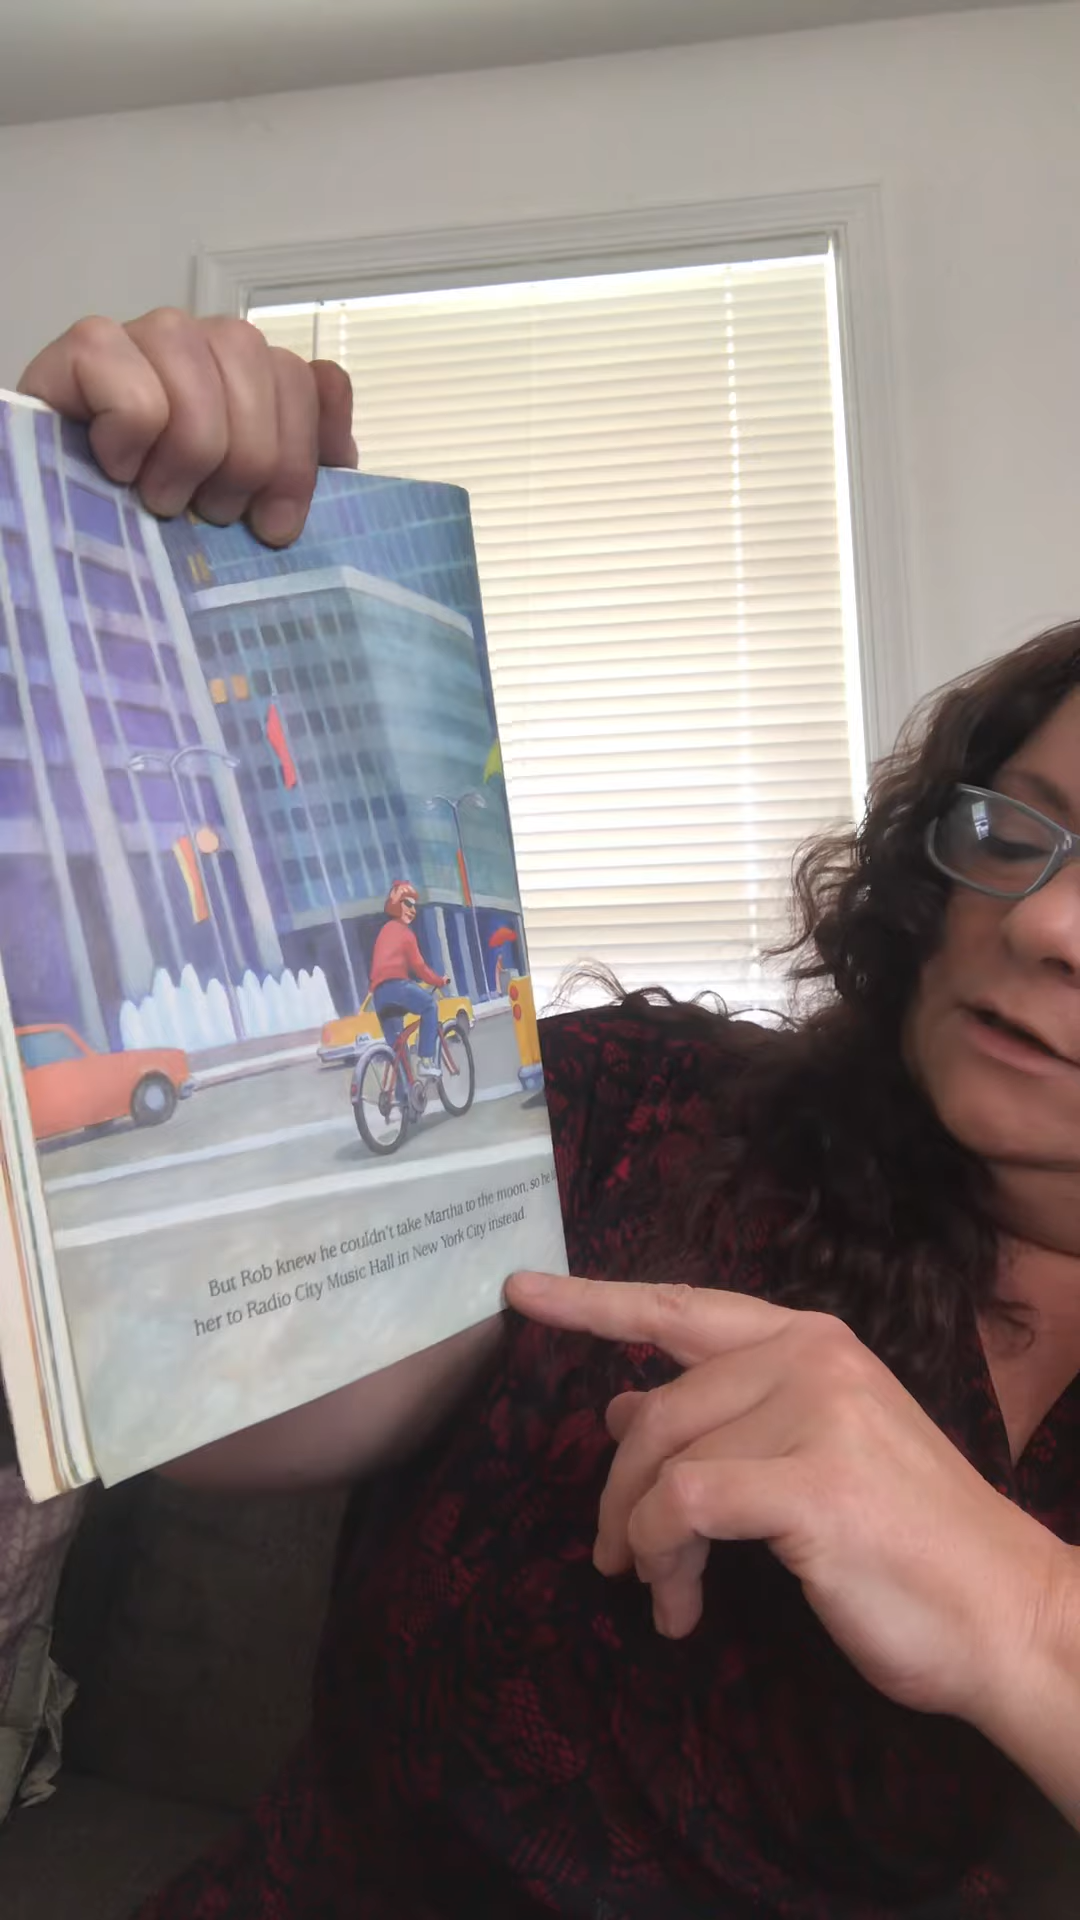 But Rob knew he couldn't take Martha to the moon, so he
her to Radio City Music Hall in New York City instead